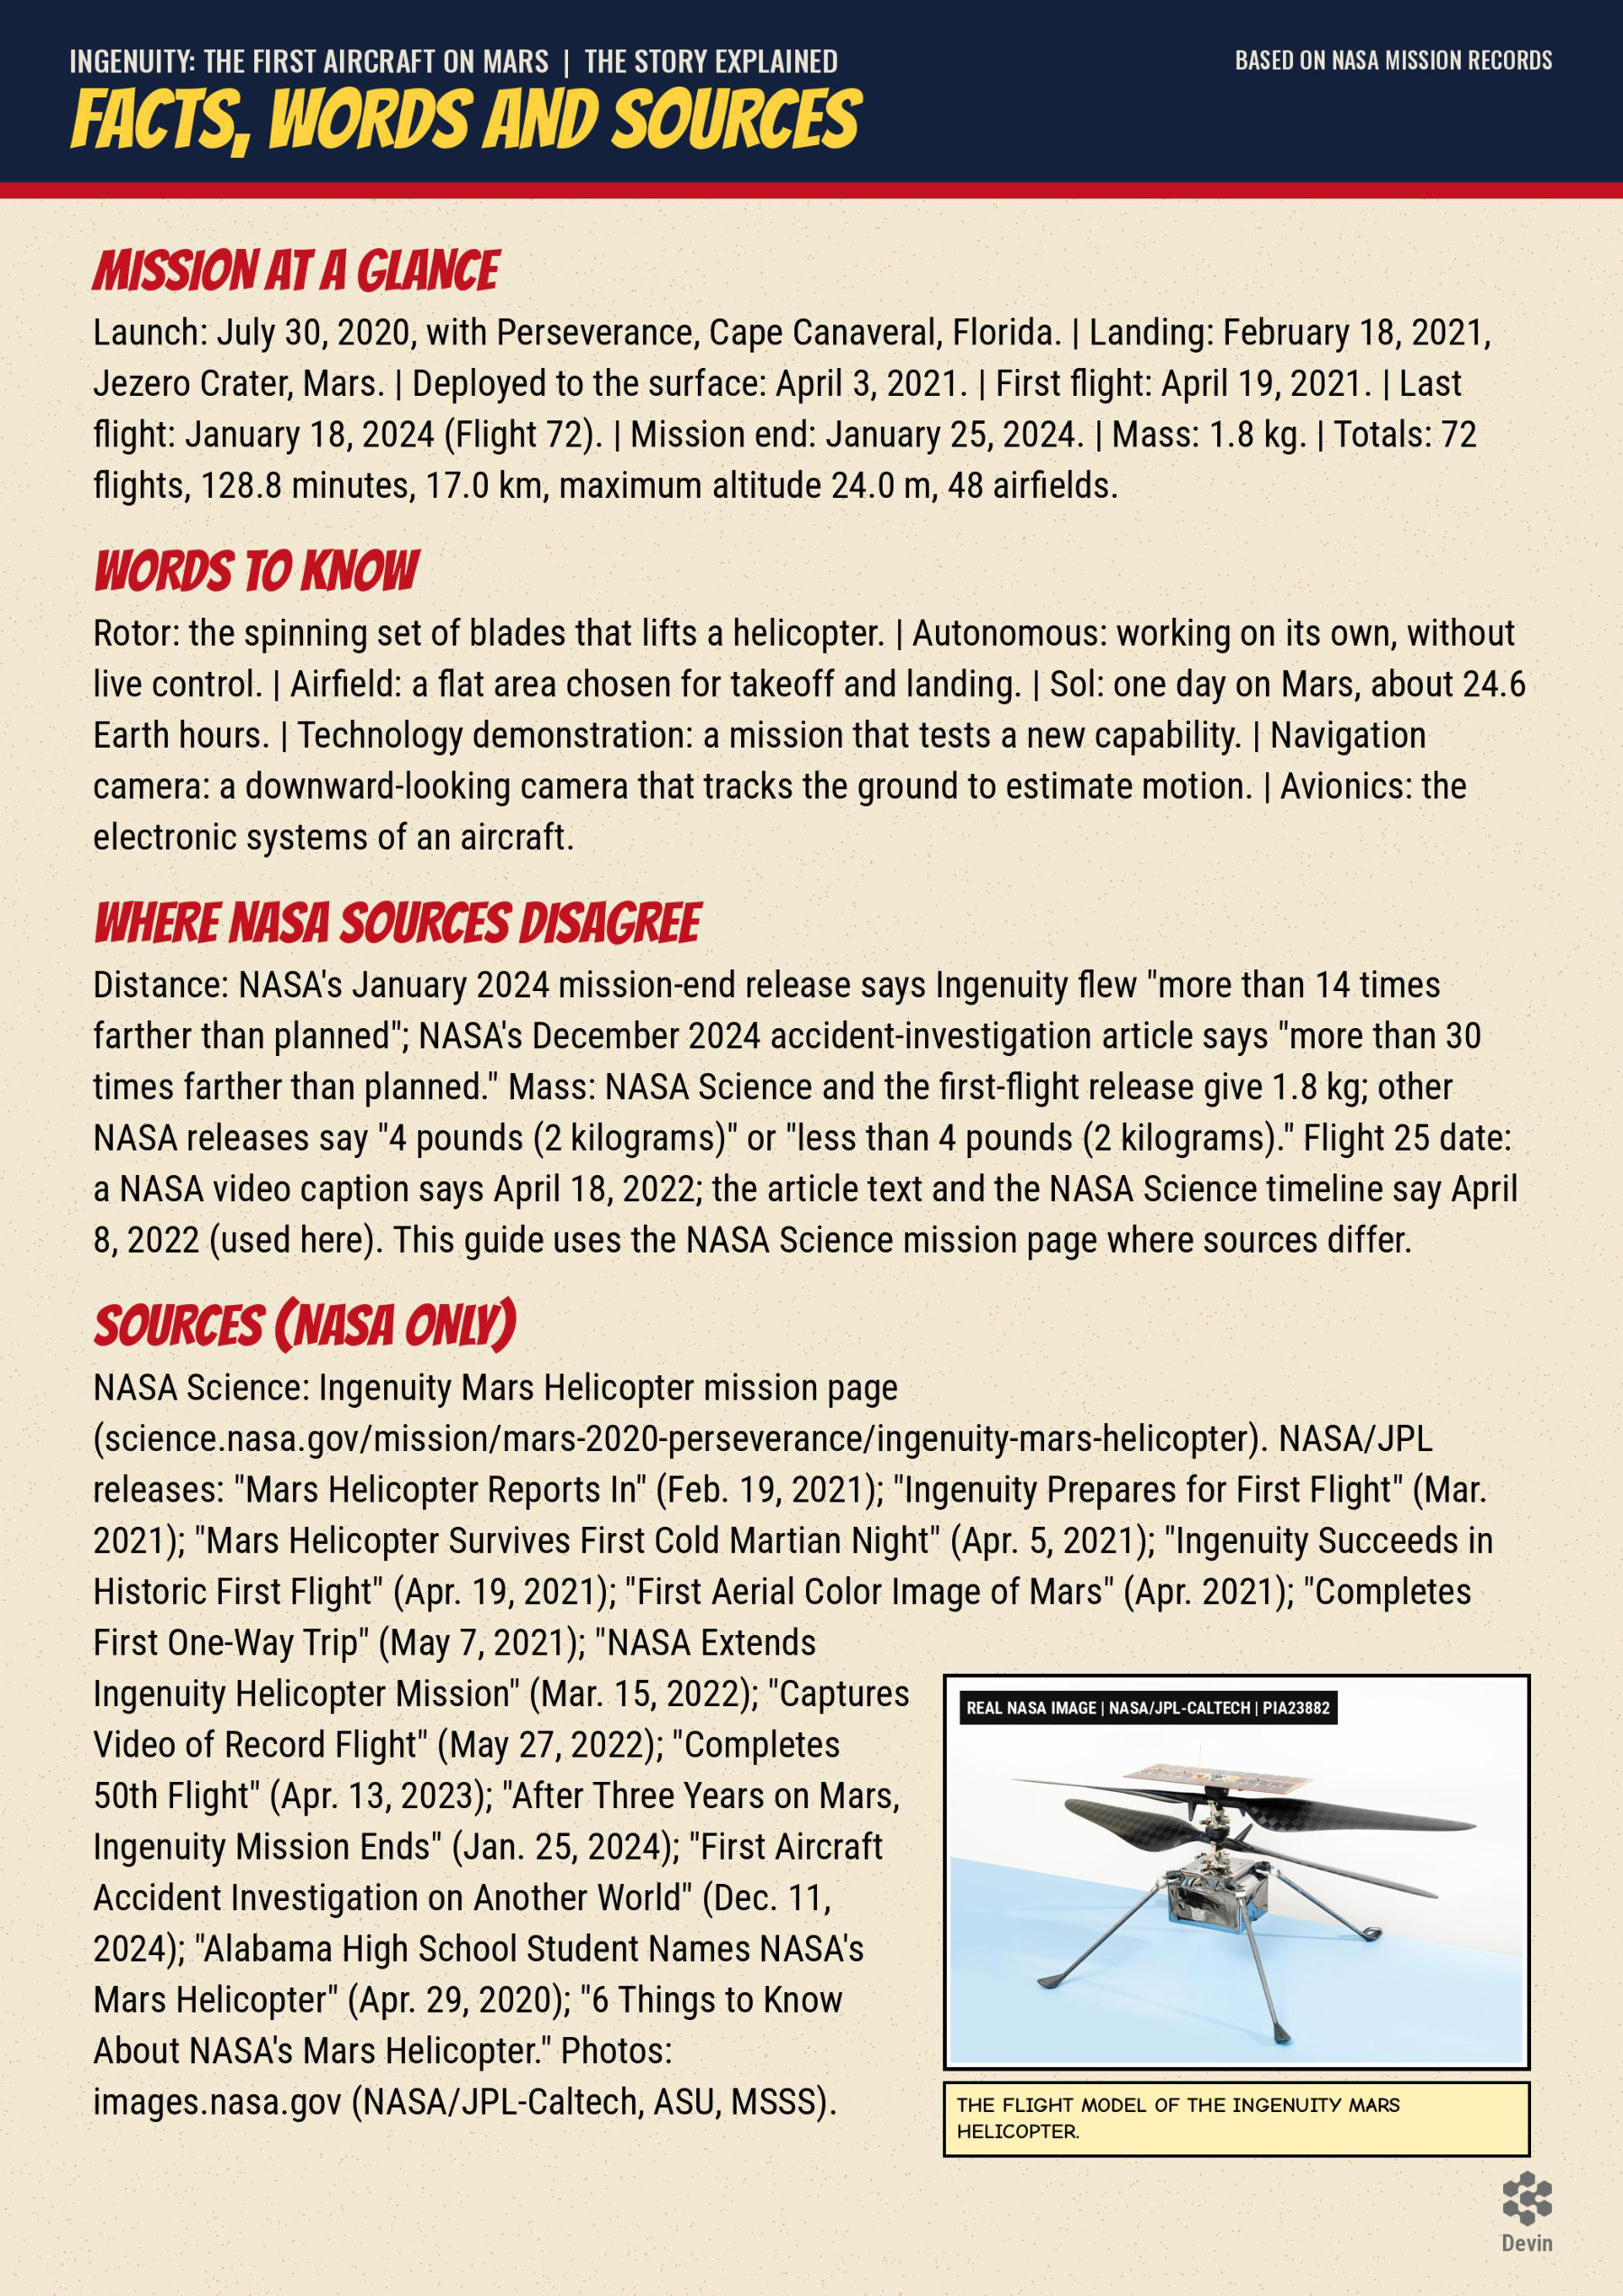 INGENUITY: THE FIRST AIRCRAFT ON MARS | THE STORY EXPLAINED
BASED ON NASA MISSION RECORDS
FACTS, WORDS AND SOURCES
MISSION AT A GLANCE
Launch: July 30, 2020, with Perseverance, Cape Canaveral, Florida. | Landing: February 18, 2021,
Jezero Crater, Mars. | Deployed to the surface: April 3, 2021. | First flight: April 19, 2021. | Last
flight: January 18, 2024 (Flight 72). | Mission end: January 25, 2024. | Mass: 1.8 kg. | Totals: 72
flights, 128.8 minutes, 17.0 km, maximum altitude 24.0 m, 48 airfields.
WORDS TO KNOW
Rotor: the spinning set of blades that lifts a helicopter. | Autonomous: working on its own, without
live control. | Airfield: a flat area chosen for takeoff and landing. | Sol: one day on Mars, about 24.6
Earth hours. | Technology demonstration: a mission that tests a new capability. | Navigation
camera: a downward-looking camera that tracks the ground to estimate motion. | Avionics: the
electronic systems of an aircraft.
WHERE NASA SOURCES DISAGREE
Distance: NASA's January 2024 mission-end release says Ingenuity flew "more than 14 times
farther than planned"; NASA's December 2024 accident-investigation article says "more than 30
times farther than planned." Mass: NASA Science and the first-flight release give 1.8 kg; other
NASA releases say "4 pounds (2 kilograms)" or "less than 4 pounds (2 kilograms)." Flight 25 date:
a NASA video caption says April 18, 2022; the article text and the NASA Science timeline say April
8, 2022 (used here). This guide uses the NASA Science mission page where sources differ.
SOURCES (NASA ONLY)
NASA Science: Ingenuity Mars Helicopter mission page
(science.nasa.gov/mission/mars-2020-perseverance/ingenuity-mars-helicopter). NASA/JPL
releases: "Mars Helicopter Reports In" (Feb. 19, 2021); "Ingenuity Prepares for First Flight" (Mar.
2021); "Mars Helicopter Survives First Cold Martian Night" (Apr. 5, 2021); "Ingenuity Succeeds in
Historic First Flight" (Apr. 19, 2021); "First Aerial Color Image of Mars" (Apr. 2021); "Completes
First One-Way Trip" (May 7, 2021); "NASA Extends
Ingenuity Helicopter Mission" (Mar. 15, 2022); "Captures
Video of Record Flight" (May 27, 2022); "Completes
50th Flight" (Apr. 13, 2023); "After Three Years on Mars,
Ingenuity Mission Ends" (Jan. 25, 2024); "First Aircraft
Accident Investigation on Another World" (Dec. 11,
2024); "Alabama High School Student Names NASA's
Mars Helicopter" (Apr. 29, 2020); "6 Things to Know
About NASA's Mars Helicopter." Photos:
images.nasa.gov (NASA/JPL-Caltech, ASU, MSSS).
REAL NASA IMAGE | NASA/JPL-CALTECH | PIA23882
THE FLIGHT MODEL OF THE INGENUITY MARS
HELICOPTER.
Devin